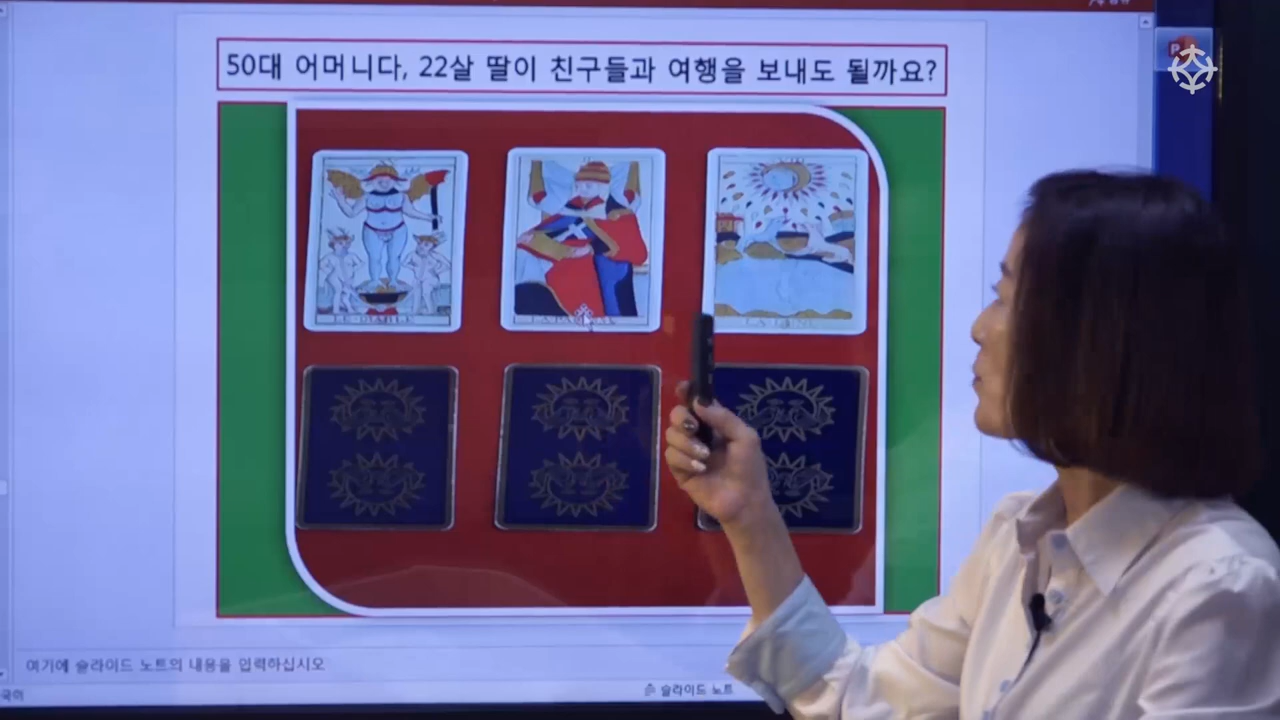 50대 어머니다, 22살 딸이 친구들과 여행을 보내도 될까요?
LE DIABLE
여기에 슬라이드 노트의 내용을 입력하십시오
슬라이드 노트